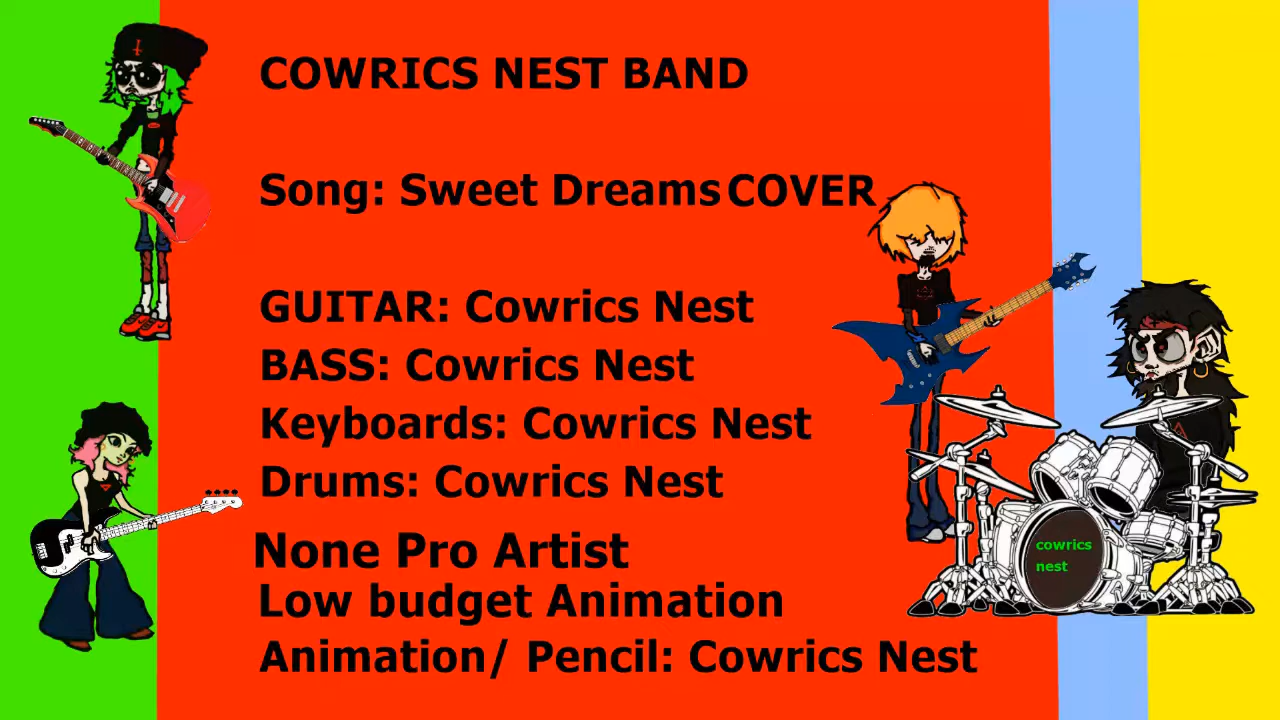 COWRICS NEST BAND
Song: Sweet Dreams COVER
GUITAR: Cowrics Nest
BASS: Cowrics Nest
Keyboards: Cowrics Nest
Drums: Cowrics Nest
None Pro Artist
Low budget Animation
Animation/ Pencil: Cowrics Nest
cowrics
nest